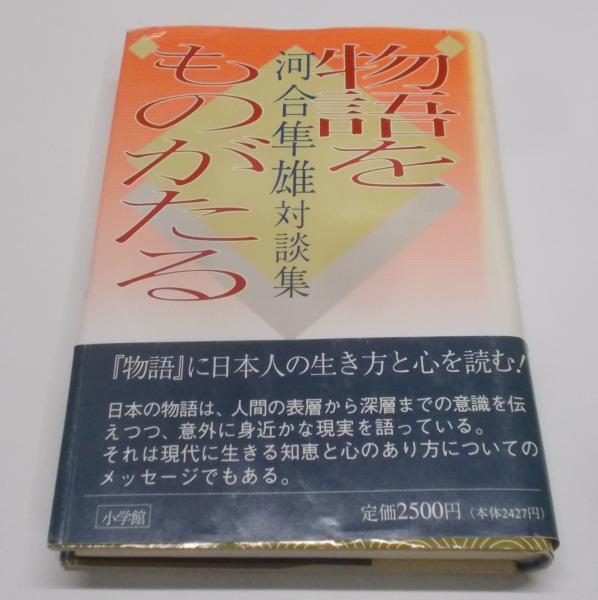 物語を
ものがたる
河合隼雄対談集
『物語』に日本人の生き方と心を読む!
日本の物語は、人間の表層から深層までの意識を伝
えつつ、意外に身近かな現実を語っている。
それは現代に生きる知恵と心のあり方についての
メッセージでもある。
小学館
定価2500円(本体2427円)